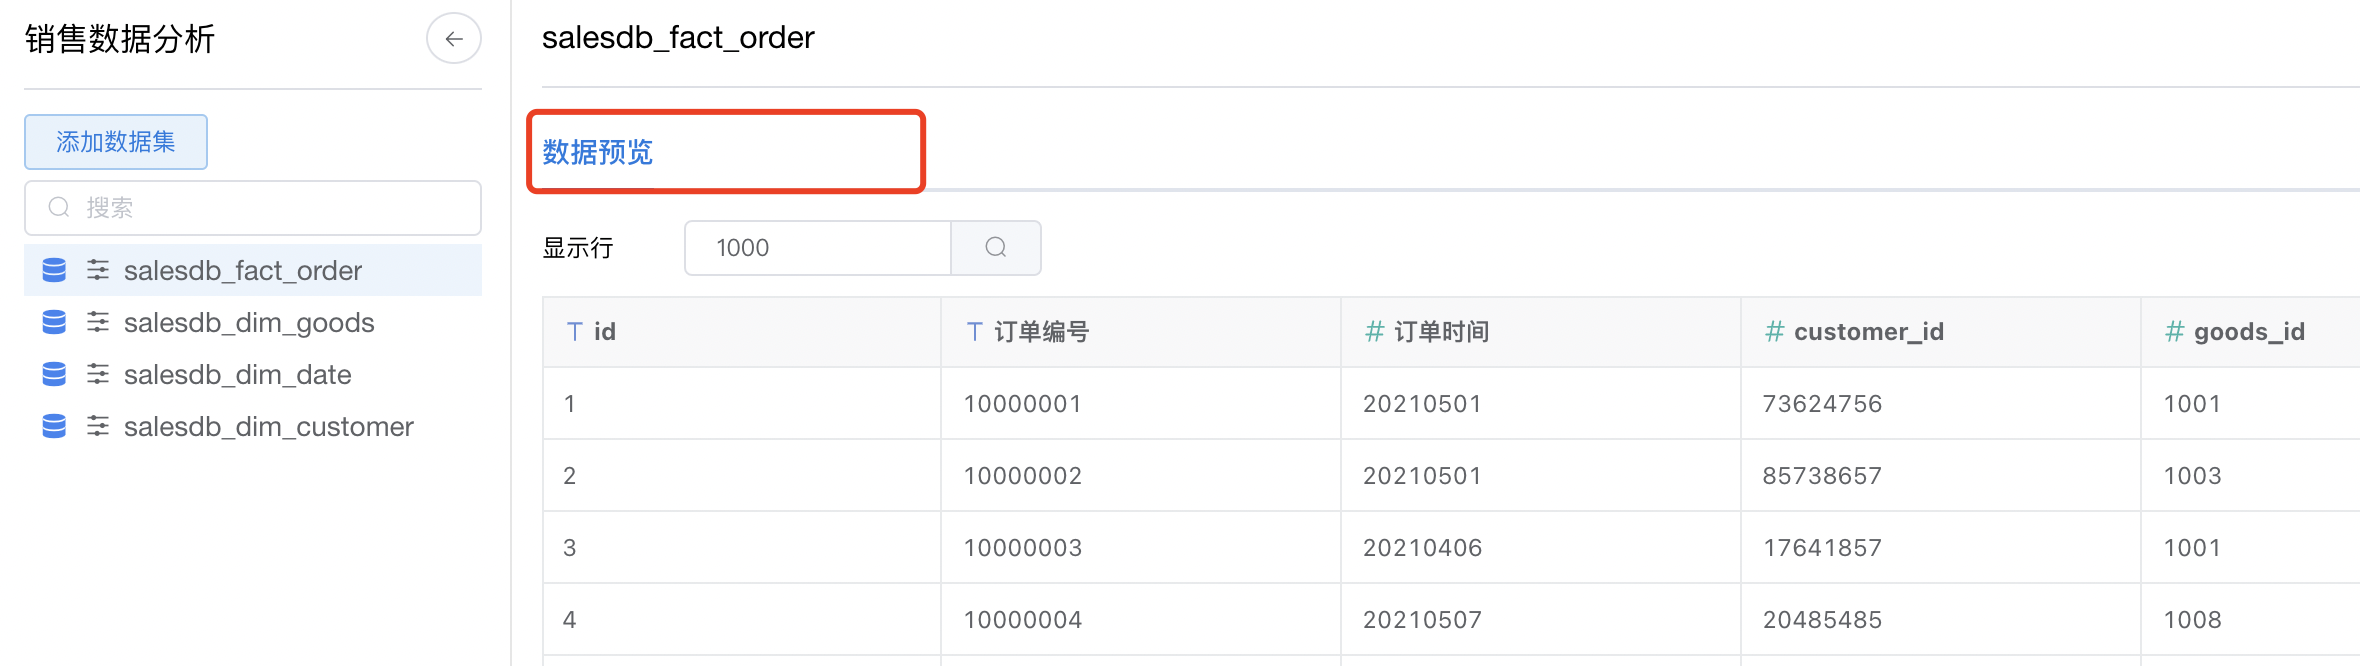 销售数据分析
添加数据集
搜索
salesdb_fact_order
salesdb_dim_goods
salesdb_dim_date
salesdb_dim_customer
salesdb_fact_order
数据预览
显示行 1000
id 订单编号 订单时间 customer_id goods_id
1 10000001 20210501 73624756 1001
2 10000002 20210501 85738657 1003
3 10000003 20210406 17641857 1001
4 10000004 20210507 20485485 1008